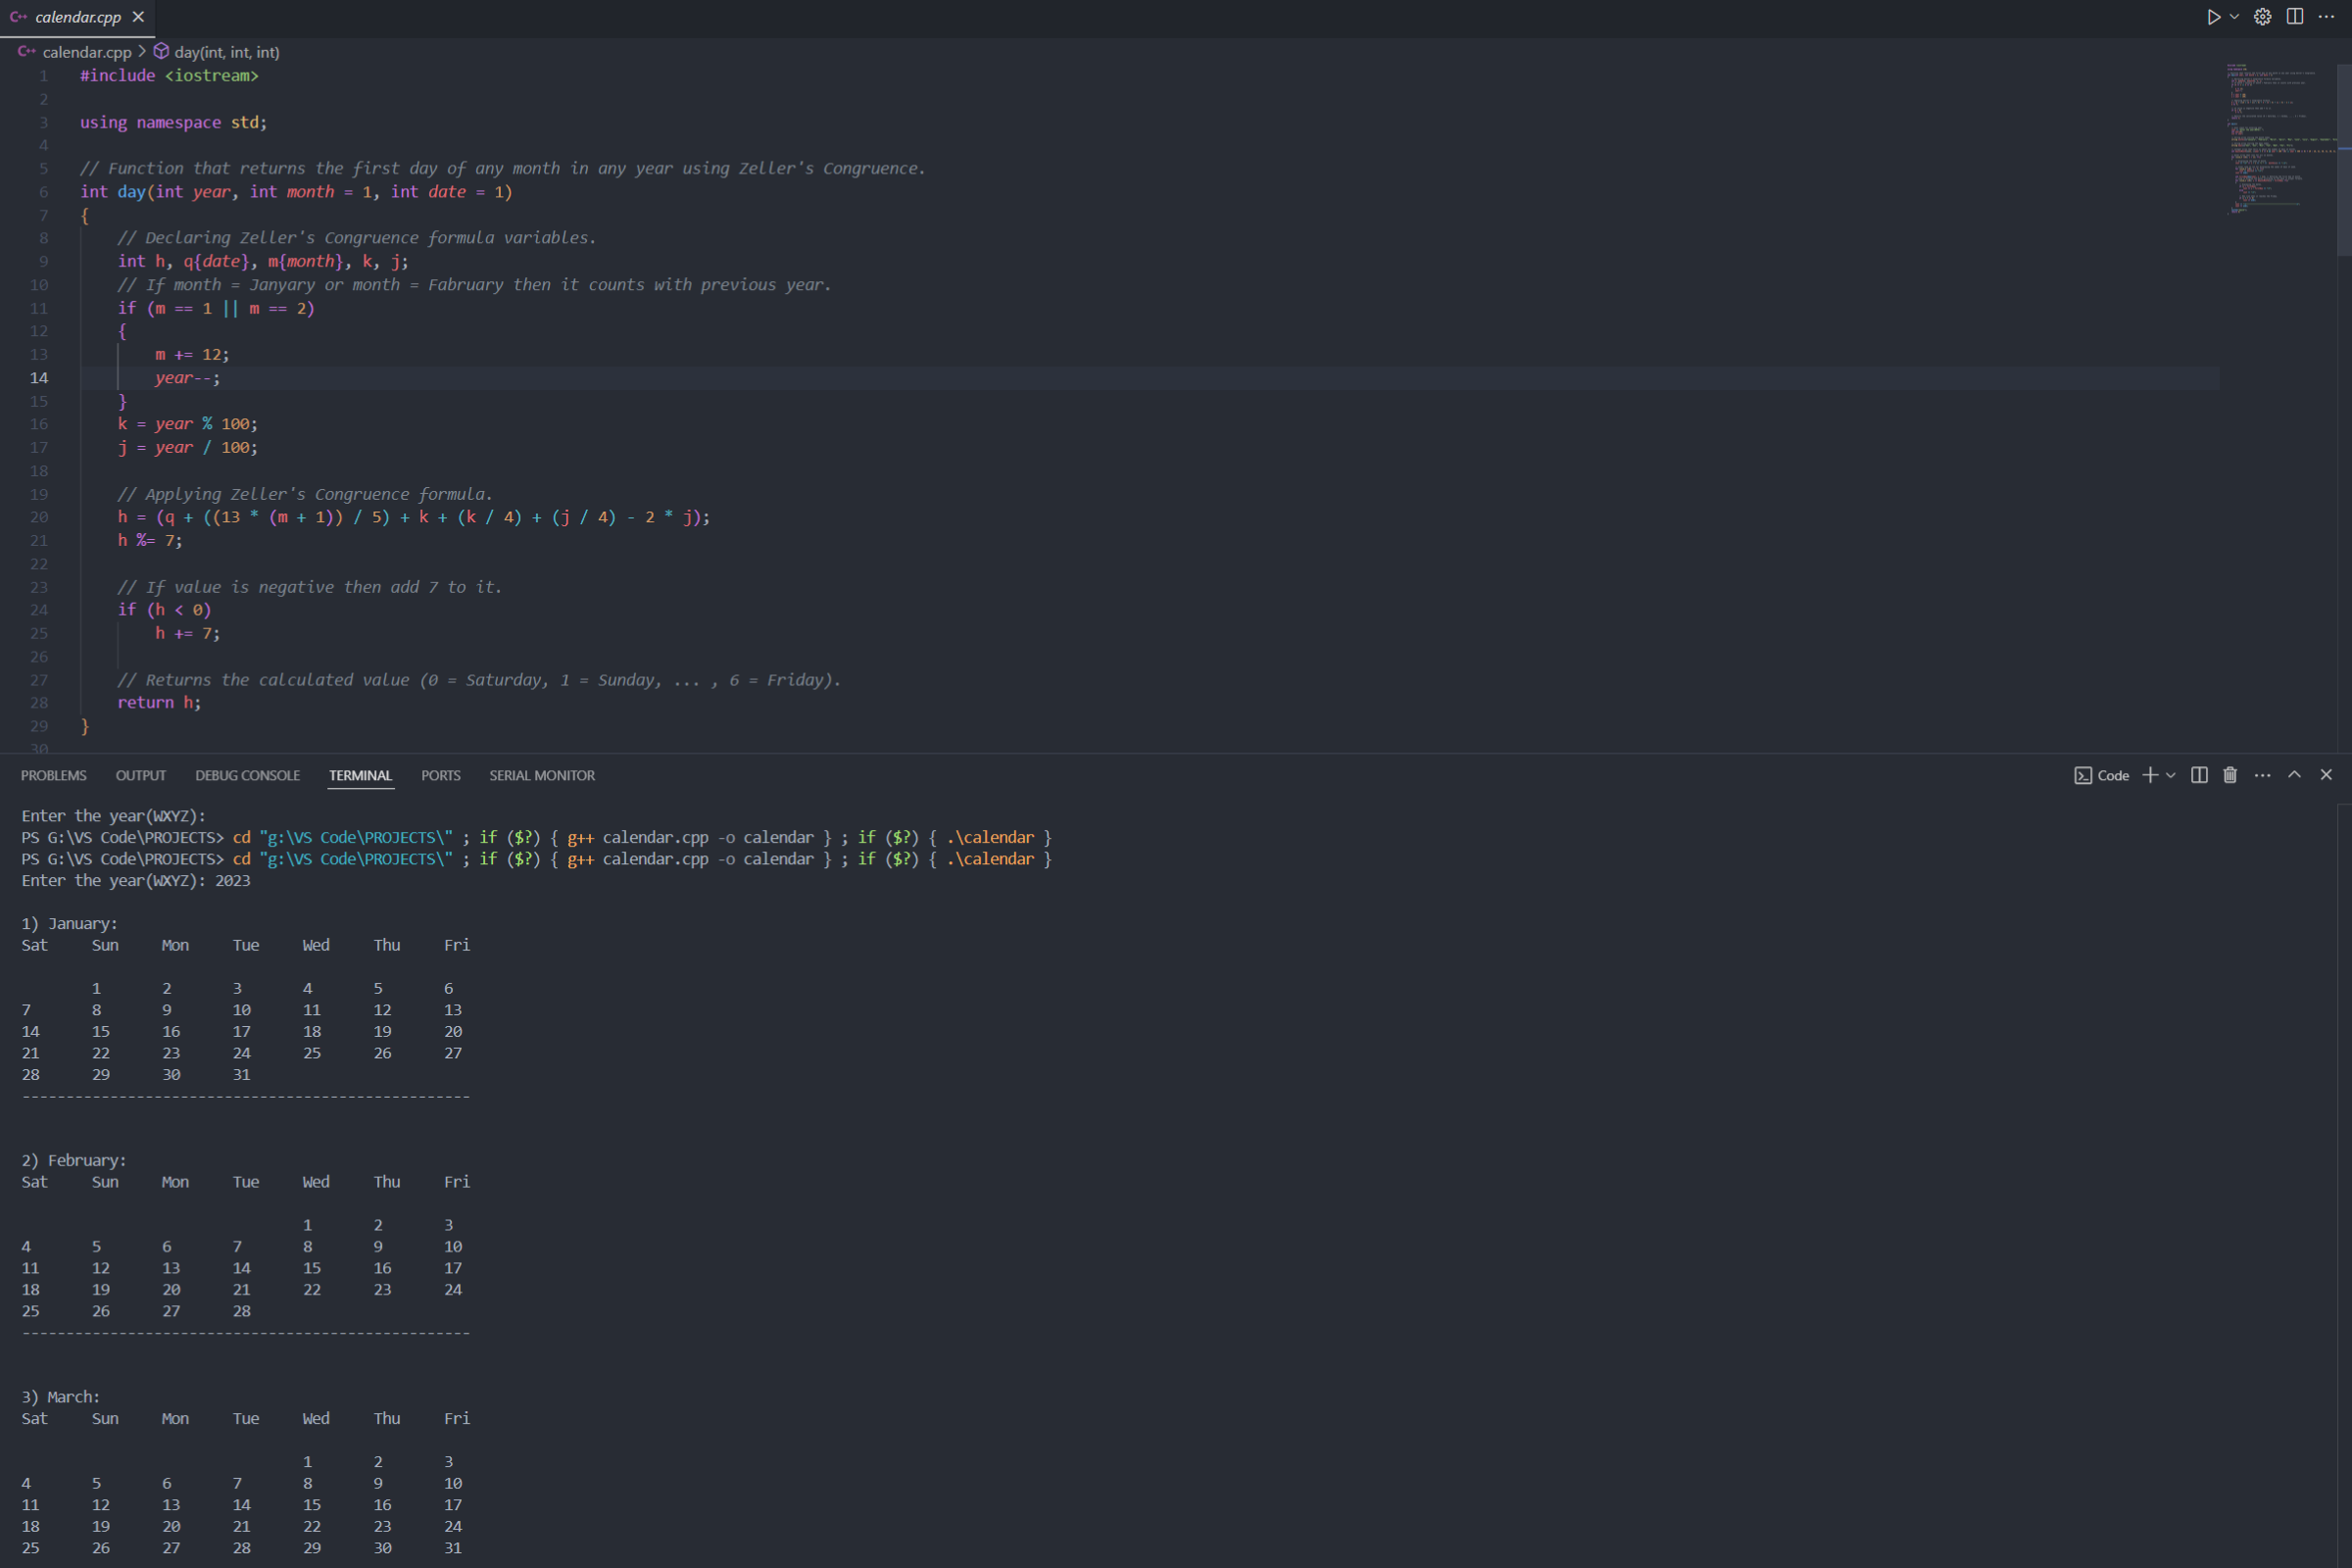 C++ calendar.cpp
C++ calendar.cpp > day(int, int, int)
1 #include <iostream>
2
3 using namespace std;
4
5 // Function that returns the first day of any month in any year using Zeller's Congruence.
6 int day(int year, int month = 1, int date = 1)
7 {
8 // Declaring Zeller's Congruence formula variables.
9 int h, q{date}, m{month}, k, j;
10 // If month = Janyary or month = Fabruary then it counts with previous year.
11 if (m == 1 || m == 2)
12 {
13 m += 12;
14 year--;
15 }
16 k = year % 100;
17 j = year / 100;
18
19 // Applying Zeller's Congruence formula.
20 h = (q + ((13 * (m + 1)) / 5) + k + (k / 4) + (j / 4) - 2 * j);
21 h %= 7;
22
23 // If value is negative then add 7 to it.
24 if (h < 0)
25 h += 7;
26
27 // Returns the calculated value (0 = Saturday, 1 = Sunday, ... , 6 = Friday).
28 return h;
29 }
30
PROBLEMS OUTPUT DEBUG CONSOLE TERMINAL PORTS SERIAL MONITOR Code
Enter the year(WXYZ):
PS G:\VS Code\PROJECTS> cd "g:\VS Code\PROJECTS\" ; if ($?) { g++ calendar.cpp -o calendar } ; if ($?) { .\calendar }
PS G:\VS Code\PROJECTS> cd "g:\VS Code\PROJECTS\" ; if ($?) { g++ calendar.cpp -o calendar } ; if ($?) { .\calendar }
Enter the year(WXYZ): 2023
1) January:
Sat Sun Mon Tue Wed Thu Fri
1 2 3 4 5 6
7 8 9 10 11 12 13
14 15 16 17 18 19 20
21 22 23 24 25 26 27
28 29 30 31
---------------------------------------------------
2) February:
Sat Sun Mon Tue Wed Thu Fri
1 2 3
4 5 6 7 8 9 10
11 12 13 14 15 16 17
18 19 20 21 22 23 24
25 26 27 28
---------------------------------------------------
3) March:
Sat Sun Mon Tue Wed Thu Fri
1 2 3
4 5 6 7 8 9 10
11 12 13 14 15 16 17
18 19 20 21 22 23 24
25 26 27 28 29 30 31